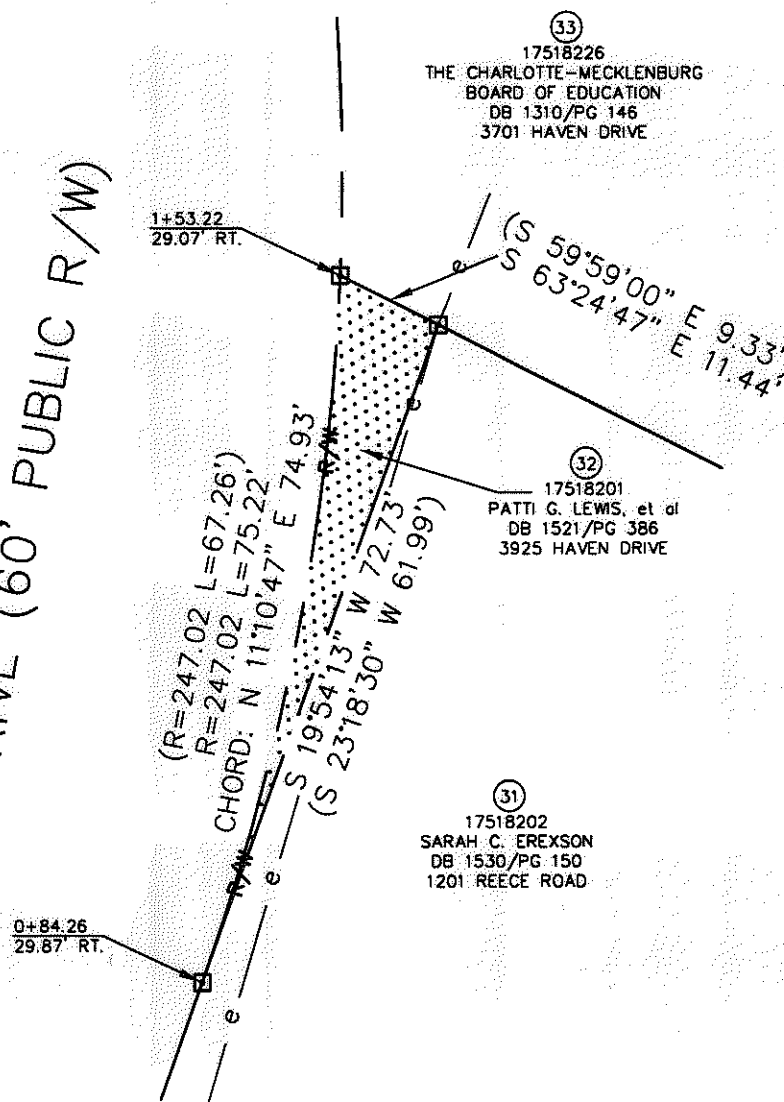 33
17518226
THE CHARLOTTE-MECKLENBURG
BOARD OF EDUCATION
DB 1310/PG 146
3701 HAVEN DRIVE
(60' PUBLIC R/W)
1+53.22
29.07' RT.
(S 59°59'00" E 9.33'
S 63°24'47" E 11.44'
e
e
R/W
32
17518201
PATTI G. LEWIS, et al
DB 1521/PG 386
3925 HAVEN DRIVE
(R=247.02 L=67.26')
R=247.02 L=75.22'
CHORD: N 11°10'47" E 74.93'
S 19°54'13" W 72.73'
(S 23°18'30" W 61.99')
31
17518202
SARAH C. EREXSON
DB 1530/PG 150
1201 REECE ROAD
R/W
e
0+84.26
29.87' RT.
e